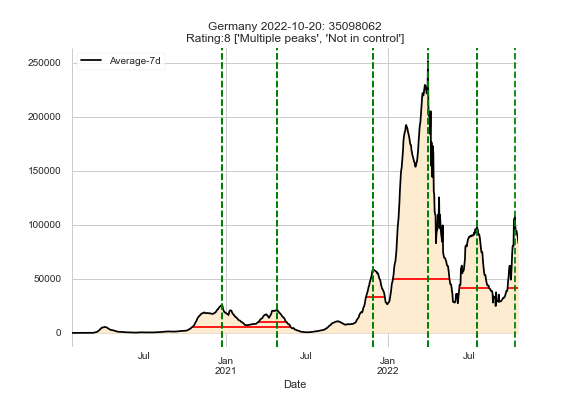 Germany 2022-10-20: 35098062
Rating:8 ['Multiple peaks', 'Not in control']
Average-7d
250000
200000
150000
100000
50000
0
Jul
Jan
2021
Jul
Jan
2022
Jul
Date